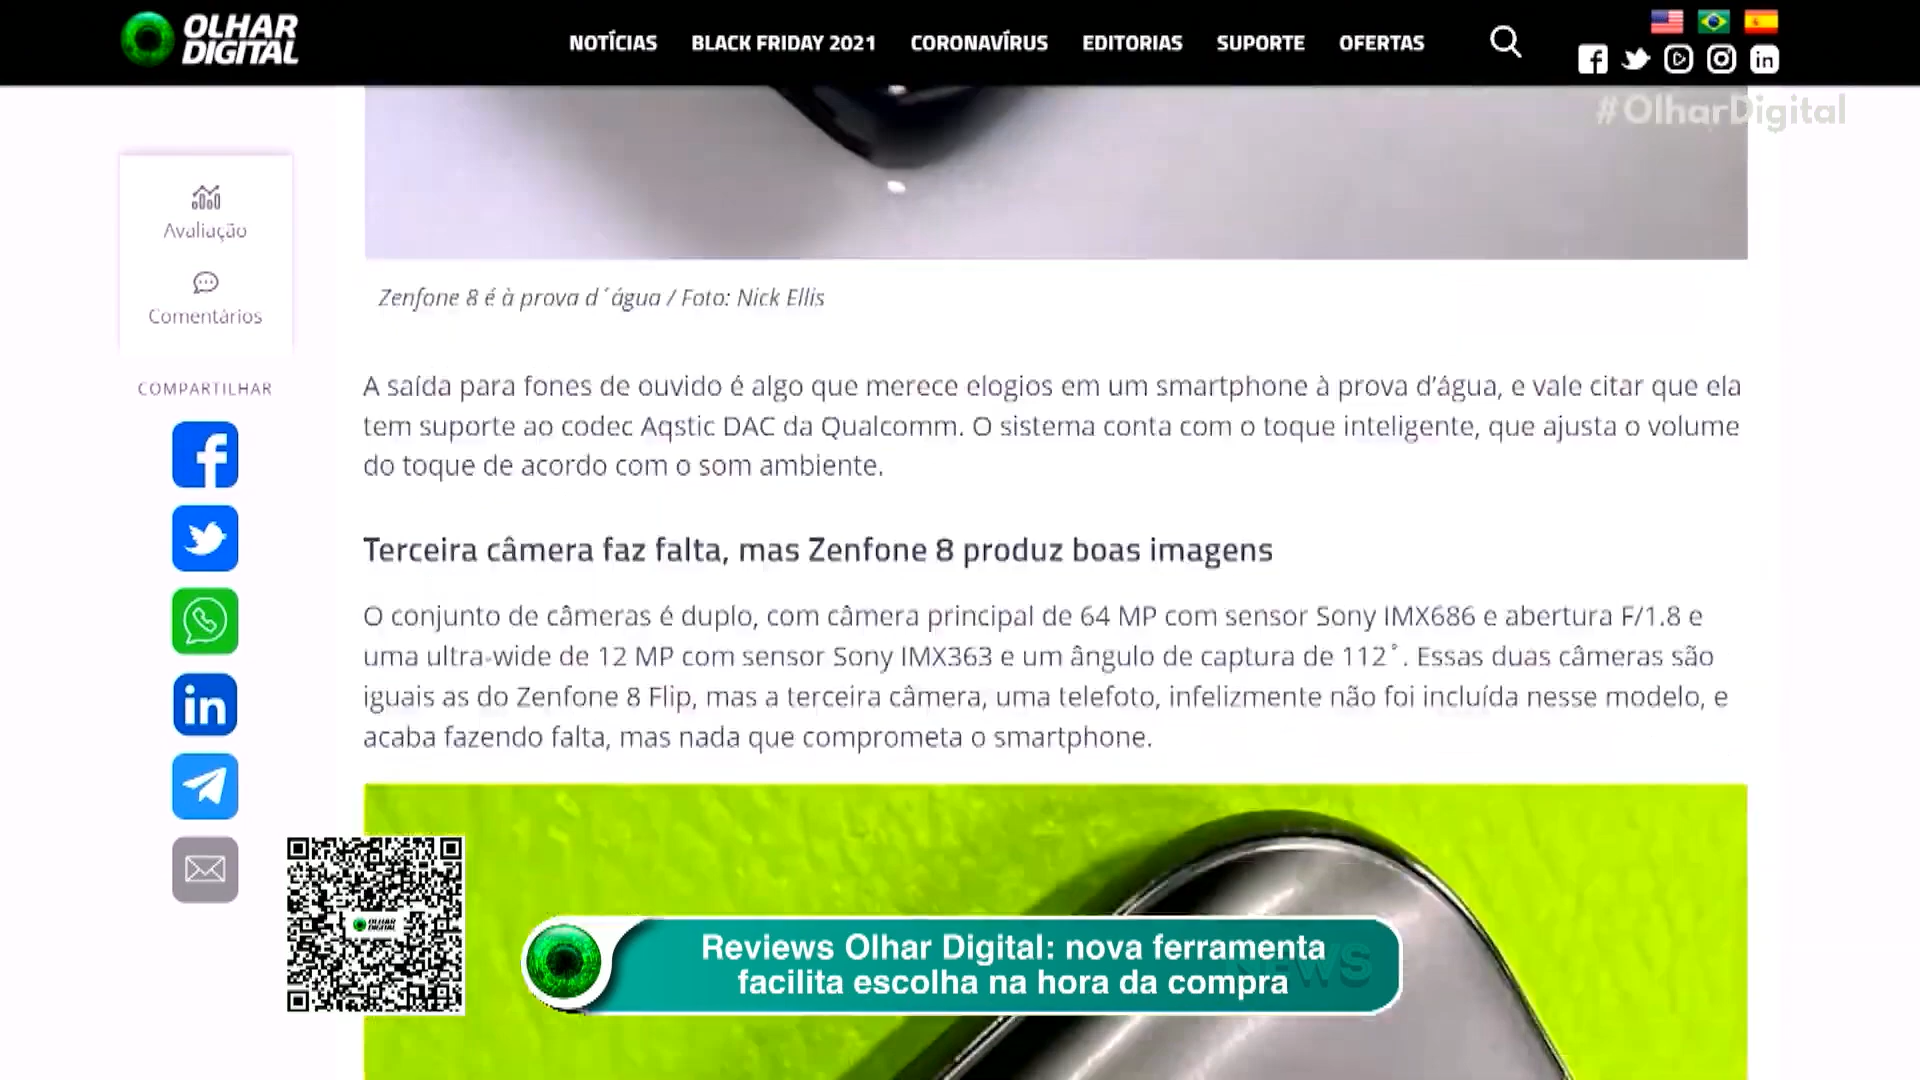 OLHAR
DIGITAL
NOTÍCIAS BLACK FRIDAY 2021 CORONAVÍRUS EDITORIAS SUPORTE OFERTAS
#OlharDigital
Avaliação
Comentários
COMPARTILHAR
Zenfone 8 é à prova d´água / Foto: Nick Ellis
A saída para fones de ouvido é algo que merece elogios em um smartphone à prova d’água, e vale citar que ela
tem suporte ao codec Aqstic DAC da Qualcomm. O sistema conta com o toque inteligente, que ajusta o volume
do toque de acordo com o som ambiente.
Terceira câmera faz falta, mas Zenfone 8 produz boas imagens
O conjunto de câmeras é duplo, com câmera principal de 64 MP com sensor Sony IMX686 e abertura F/1.8 e
uma ultra-wide de 12 MP com sensor Sony IMX363 e um ângulo de captura de 112˚. Essas duas câmeras são
iguais as do Zenfone 8 Flip, mas a terceira câmera, uma telefoto, infelizmente não foi incluída nesse modelo, e
acaba fazendo falta, mas nada que comprometa o smartphone.
OLHAR
DIGITAL
Reviews Olhar Digital: nova ferramenta
facilita escolha na hora da compra